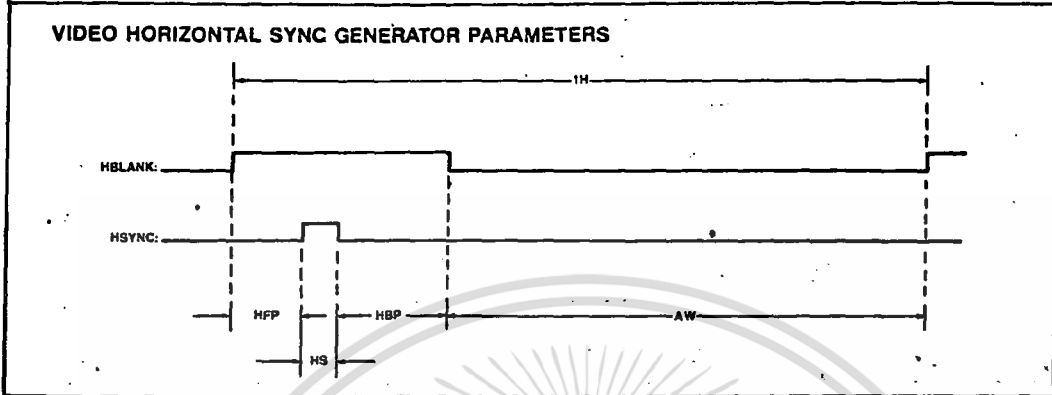 VIDEO HORIZONTAL SYNC GENERATOR PARAMETERS
1H
HBLANK:
HSYNC:
HFP
HBP
AW
HS